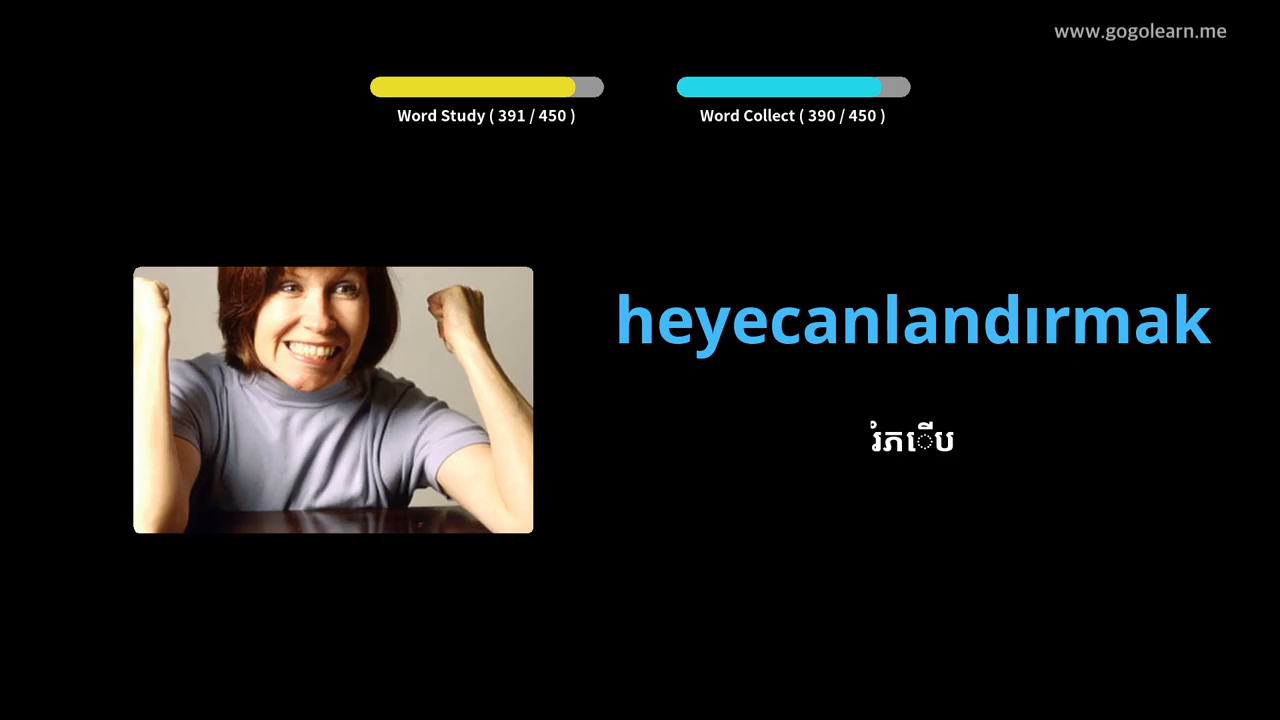 www.gogolearn.me
Word Study ( 391 / 450 )
Word Collect ( 390 / 450 )
heyecanlandırmak
រំភើប